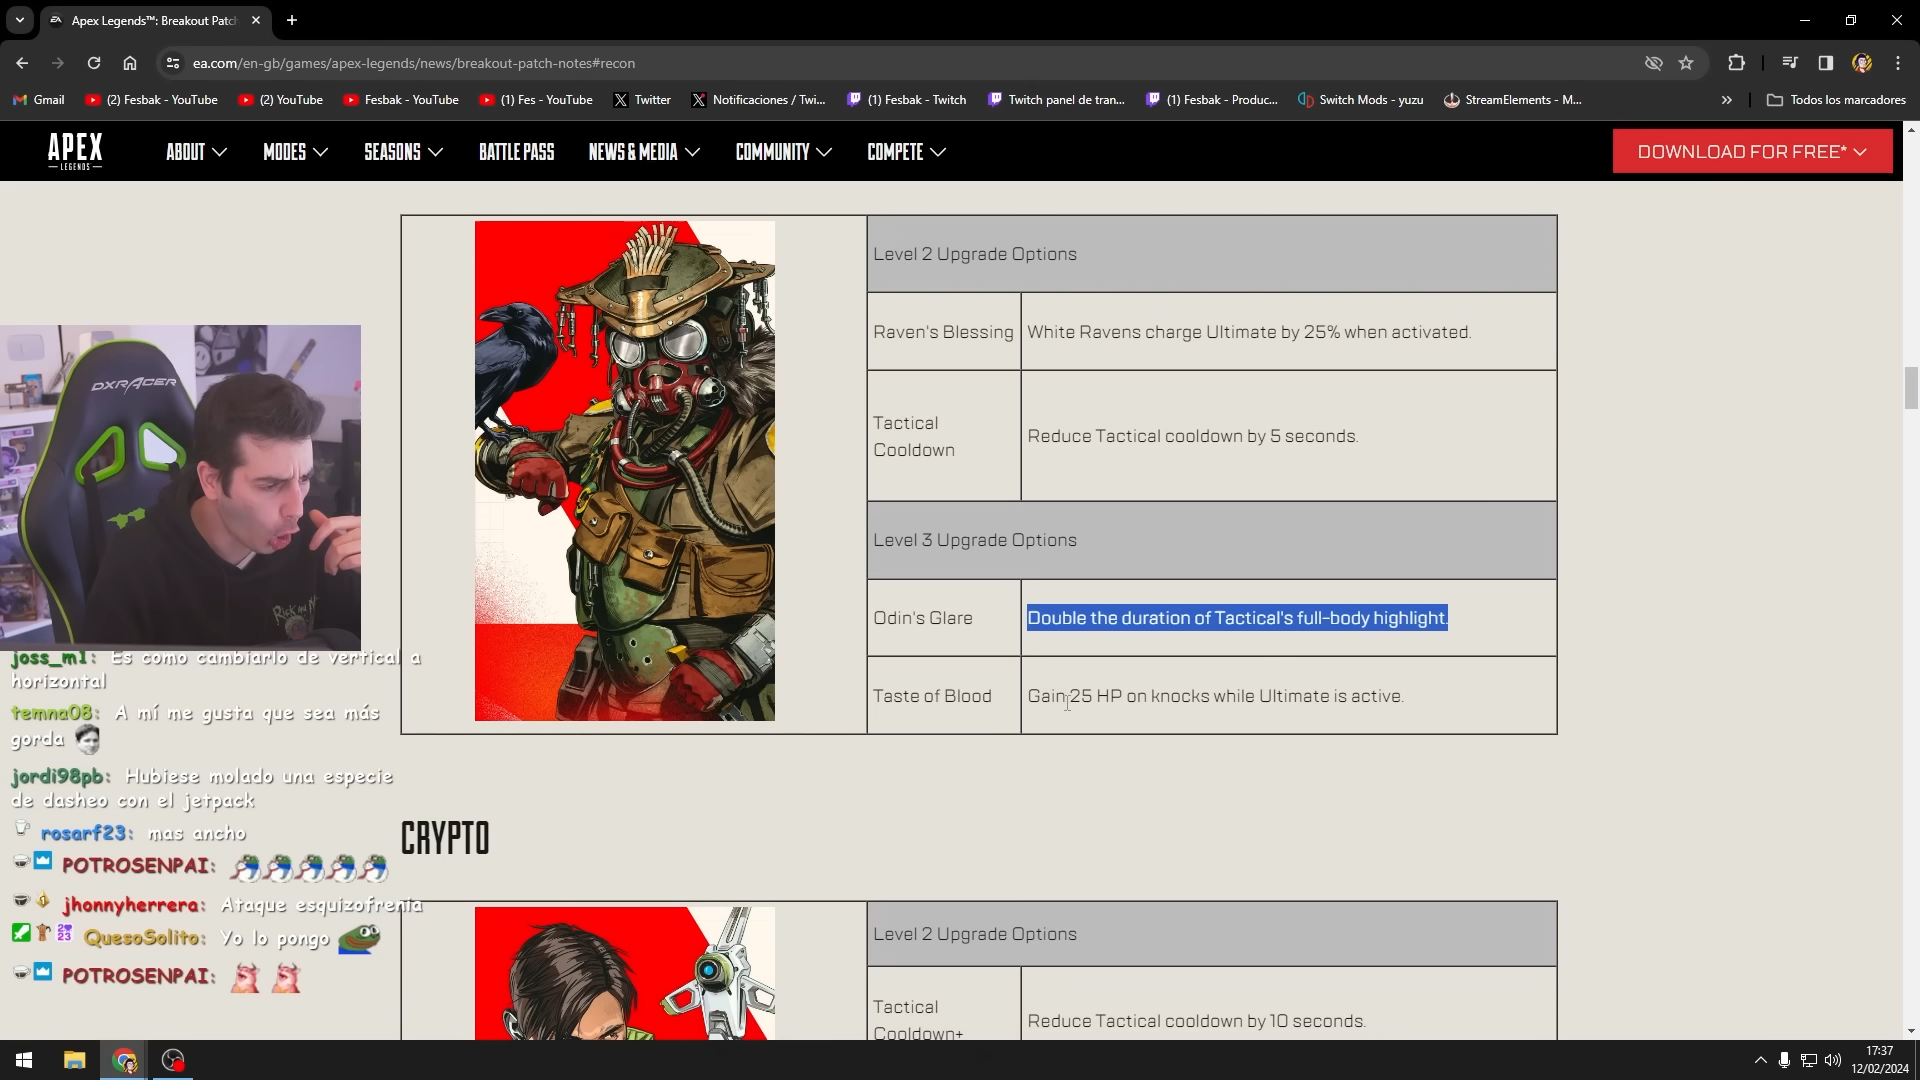 Apex Legends™: Breakout Patch
ea.com/en-gb/games/apex-legends/news/breakout-patch-notes#recon
Gmail
(2) Fesbak - YouTube
(2) YouTube
Fesbak - YouTube
(1) Fes - YouTube
Twitter
Notificaciones / Twi...
(1) Fesbak - Twitch
Twitch panel de tran...
(1) Fesbak - Produc...
Switch Mods - yuzu
StreamElements - M...
»
Todos los marcadores
APEX
LEGENDS
ABOUT
MODES
SEASONS
BATTLE PASS
NEWS & MEDIA
COMMUNITY
COMPETE
DOWNLOAD FOR FREE*
Level 2 Upgrade Options
Raven's Blessing
White Ravens charge Ultimate by 25% when activated.
Tactical
Cooldown
Reduce Tactical cooldown by 5 seconds.
Level 3 Upgrade Options
Odin's Glare
Double the duration of Tactical's full-body highlight.
Taste of Blood
Gain 25 HP on knocks while Ultimate is active.
CRYPTO
Level 2 Upgrade Options
Tactical
Cooldown+
Reduce Tactical cooldown by 10 seconds.
DXRACER
joss_m1: Es como cambiarlo de vertical a
horizontal
temna08: A mí me gusta que sea más
gorda
jordi98pb: Hubiese molado una especie
de dasheo con el jetpack
rosarf23: mas ancho
POTROSENPAI:
jhonnyherrera: Ataque esquizofrenia
QuesoSolito: Yo lo pongo
POTROSENPAI:
17:37
12/02/2024